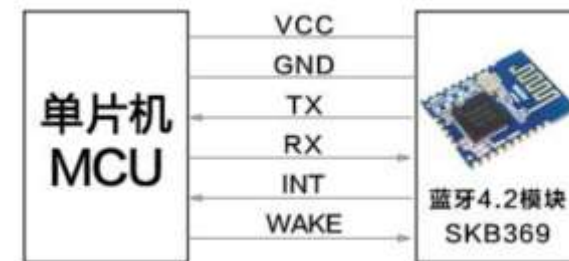 单片机
MCU
VCC
GND
TX
RX
INT
WAKE
蓝牙4.2模块
SKB369